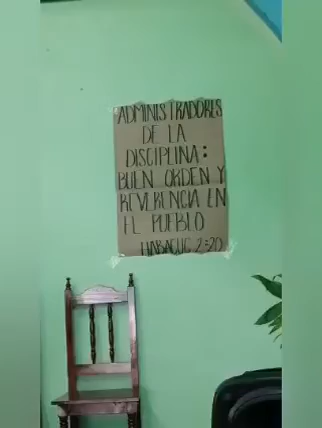 ADMINISTRADORES
DE LA
DISCIPLINA:
BUEN ORDEN Y
REVERENCIA EN
EL PUEBLO
HABACUC 2:20